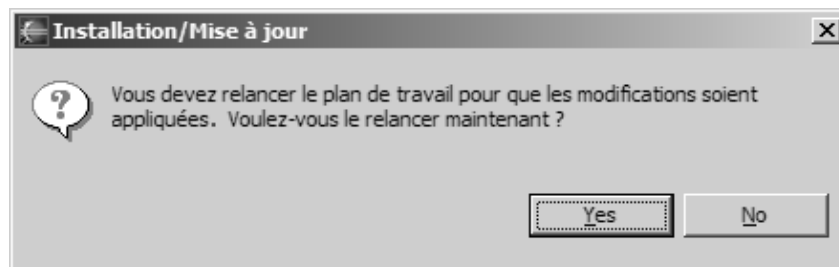 Installation/Mise à jour
Vous devez relancer le plan de travail pour que les modifications soient
appliquées. Voulez-vous le relancer maintenant ?
Yes No